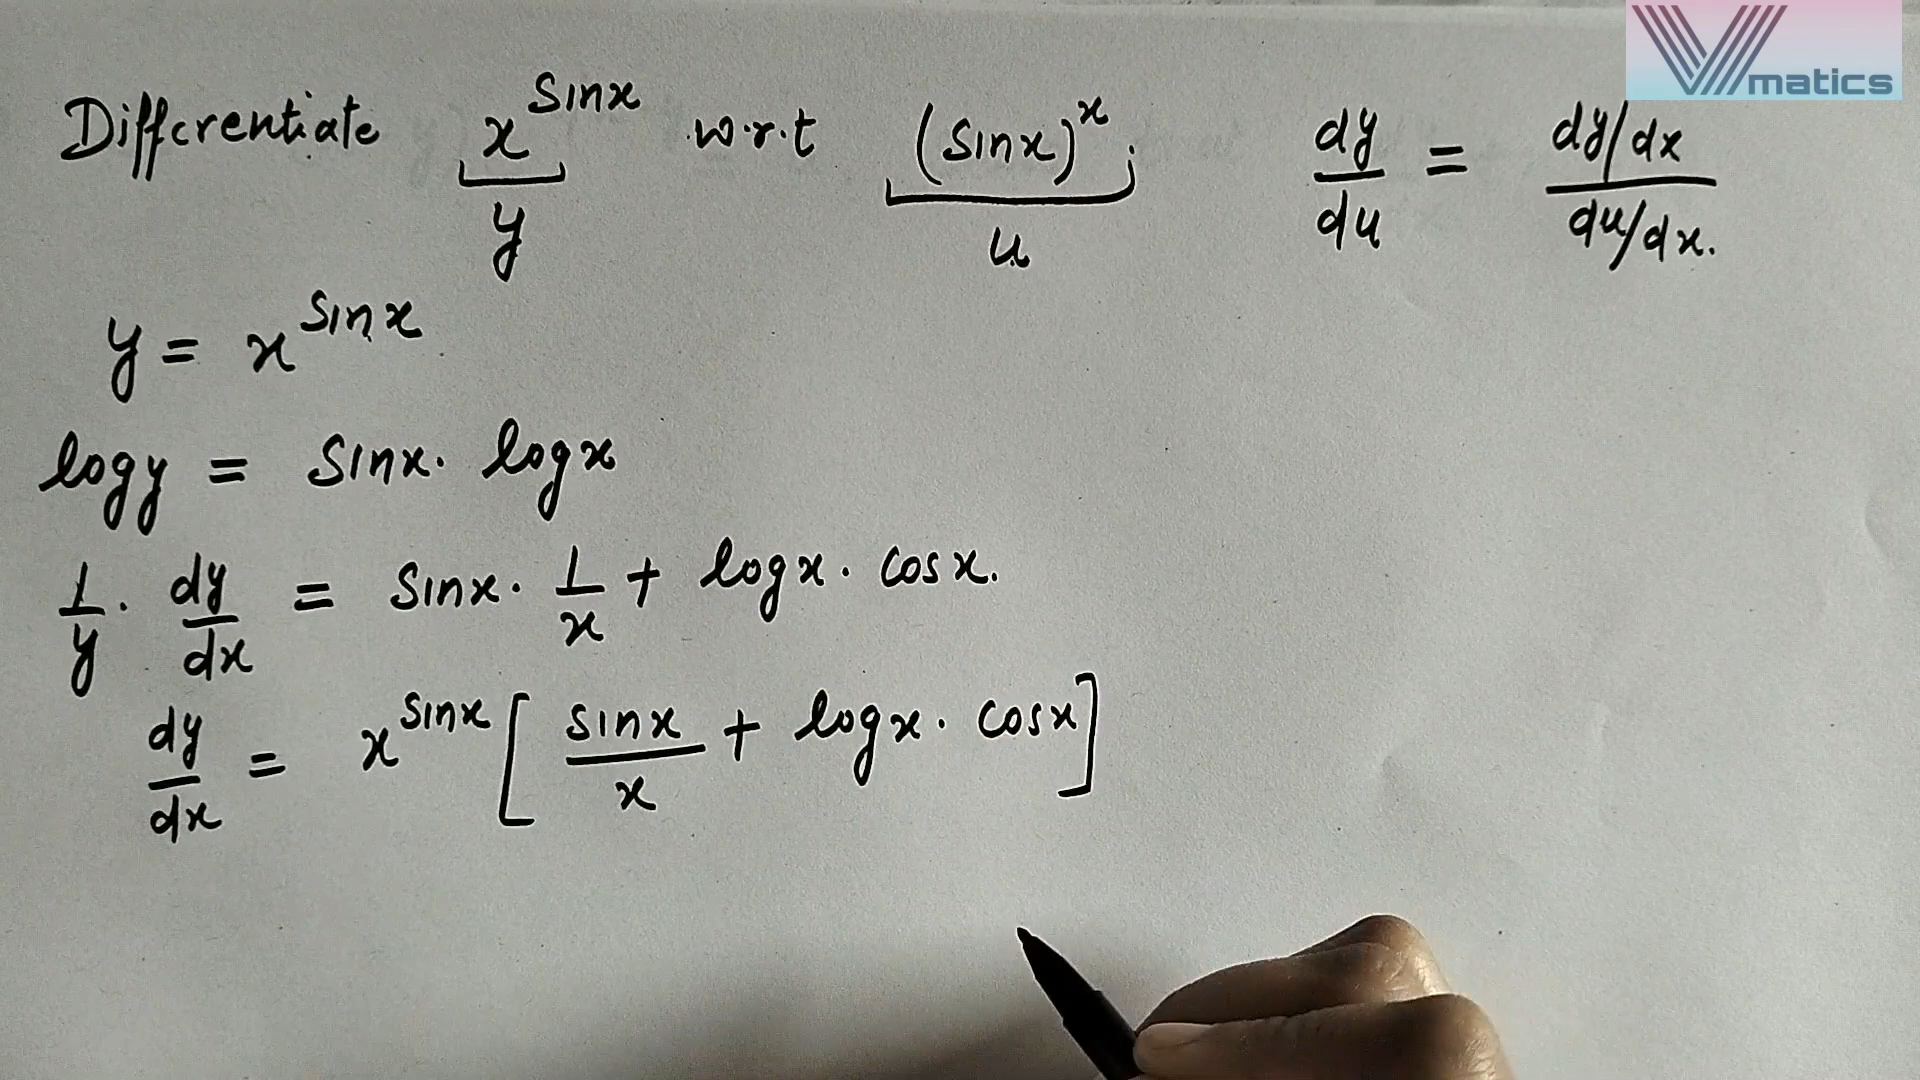 Vmatics
Differentiate x^sinx w.r.t (sinx)^x. dy/du = (dy/dx)/(du/dx).
y u
y = x^sinx
logy = sinx. logx
1/y . dy/dx = sinx. 1/x + logx. cosx.
dy/dx = x^sinx [ sinx/x + logx. cosx ]